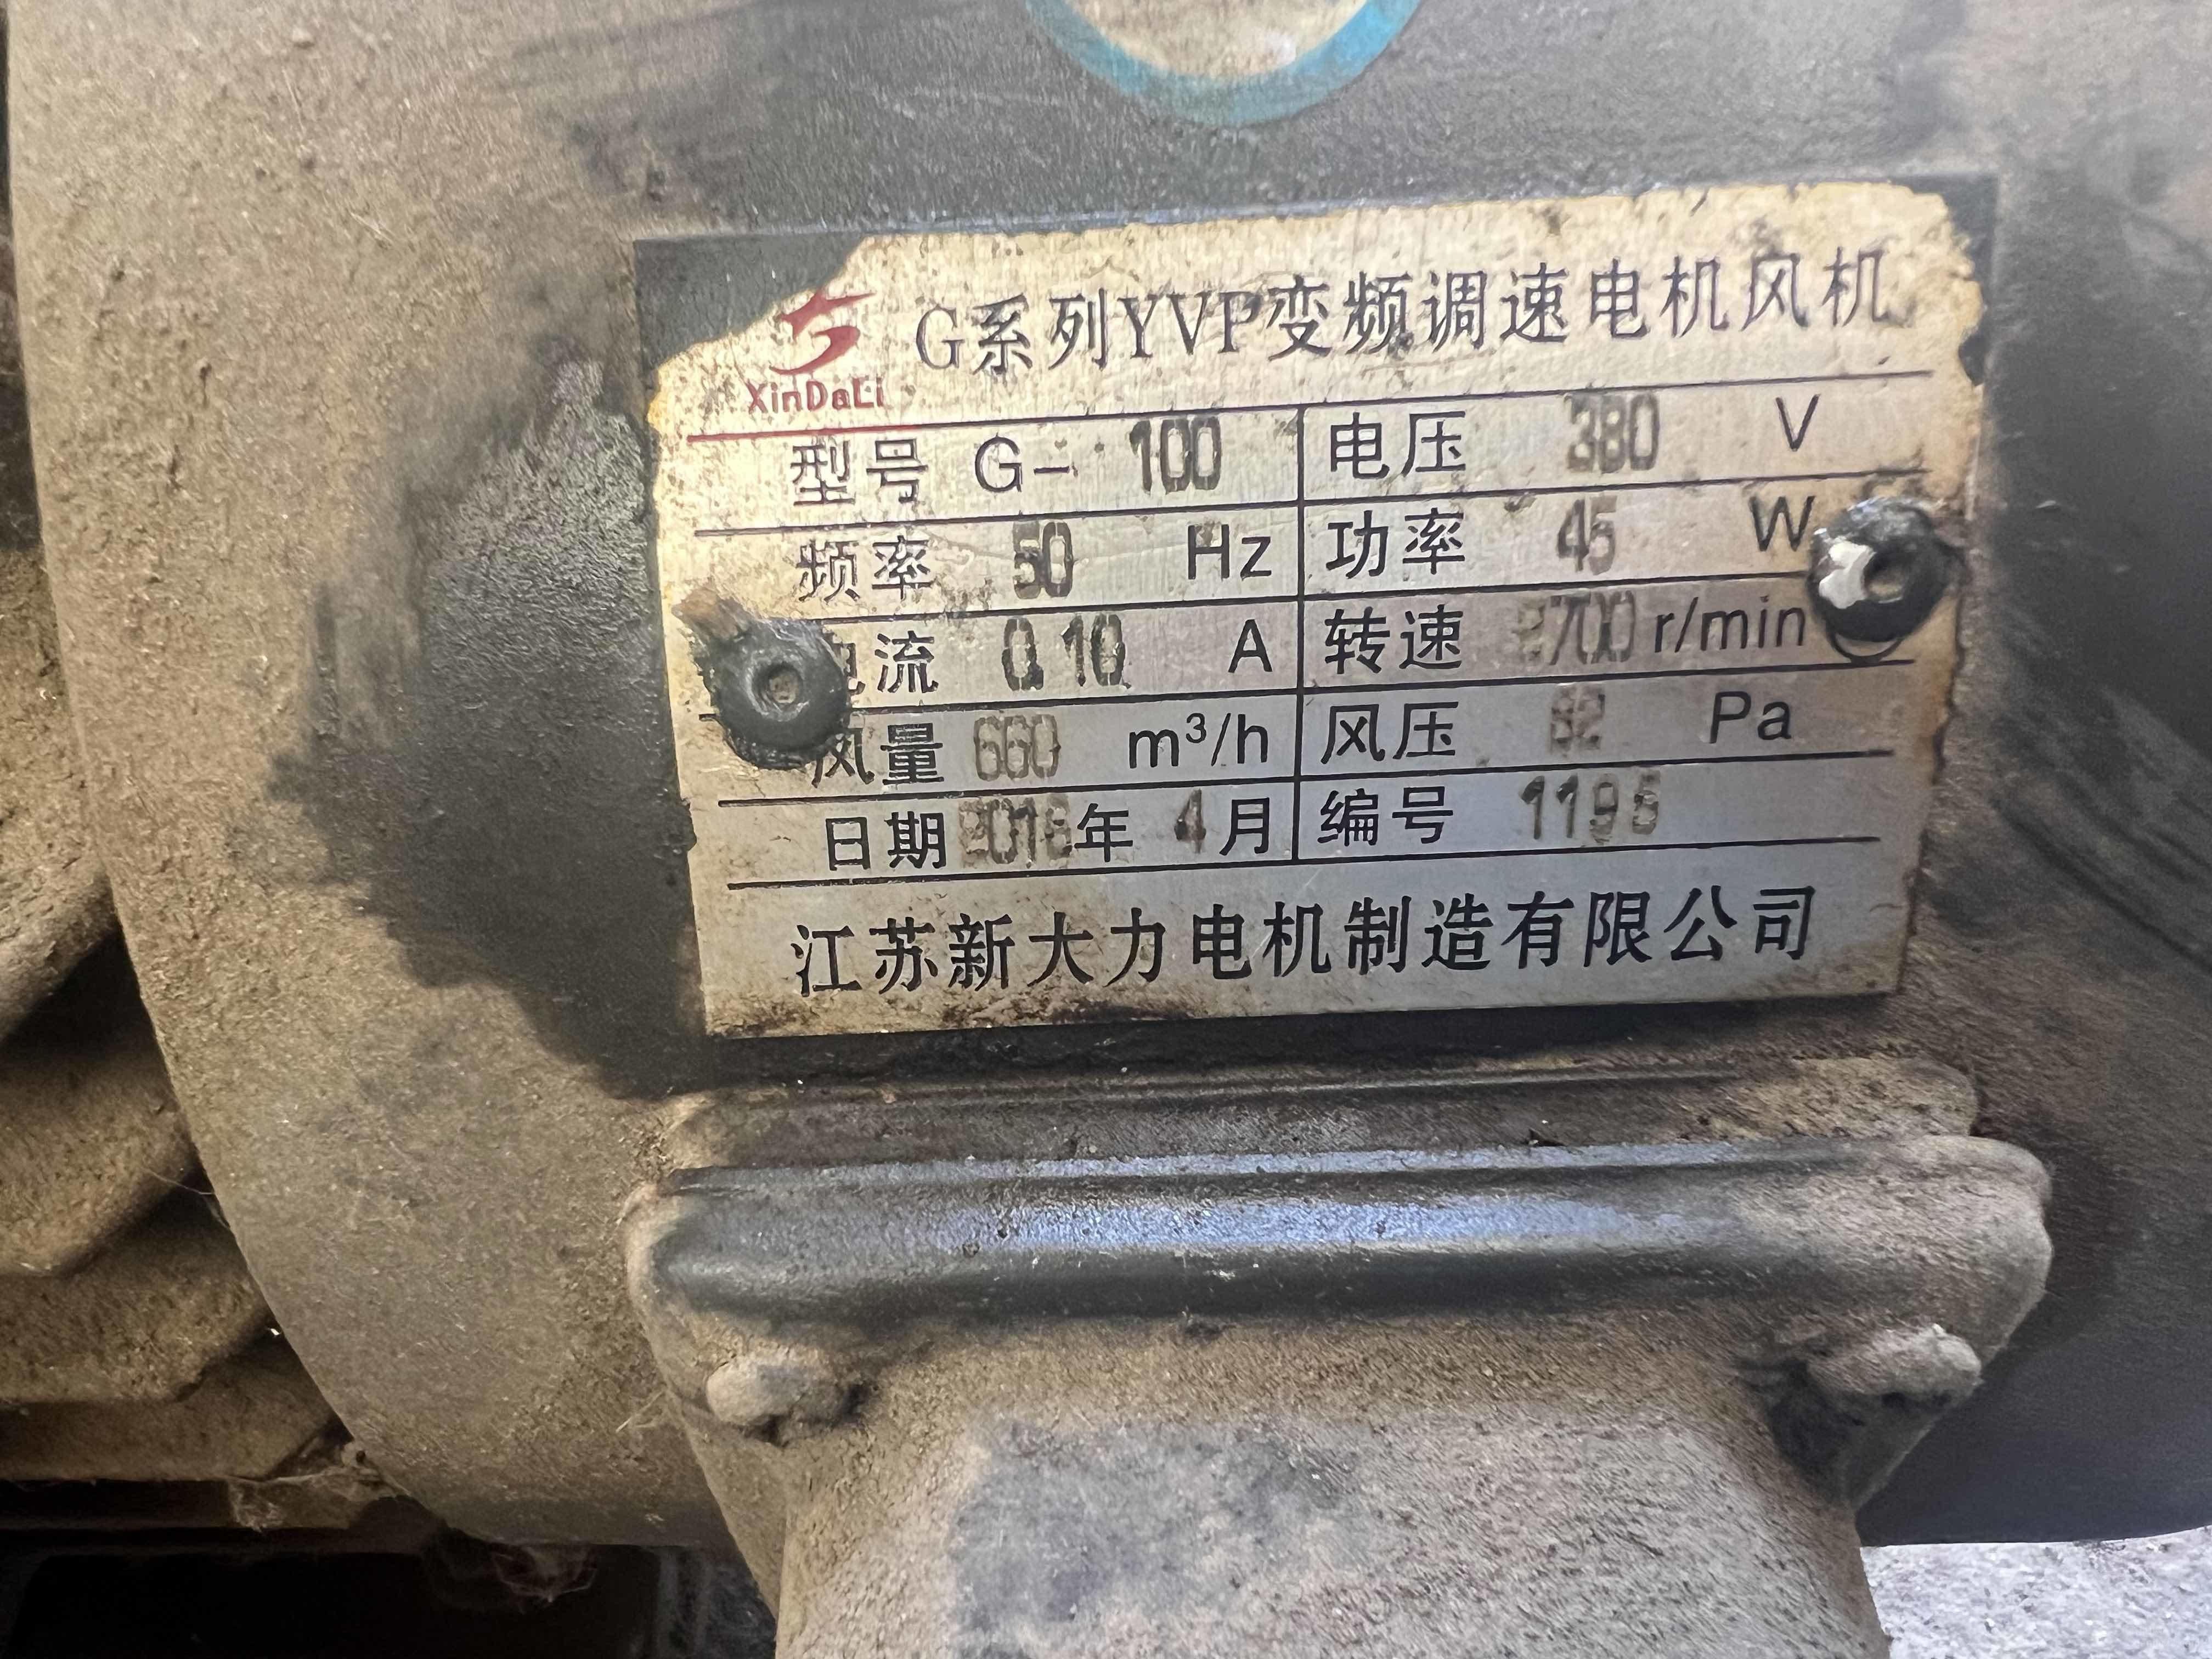 XinDaLi
G系列YVP变频调速电机风机
型号 G- 100 电压 380 V
频率 50 Hz 功率 45 W
电流 0.10 A 转速 2700 r/min
风量 660 m³/h 风压 Pa
日期 年 4月 编号
江苏新大力电机制造有限公司